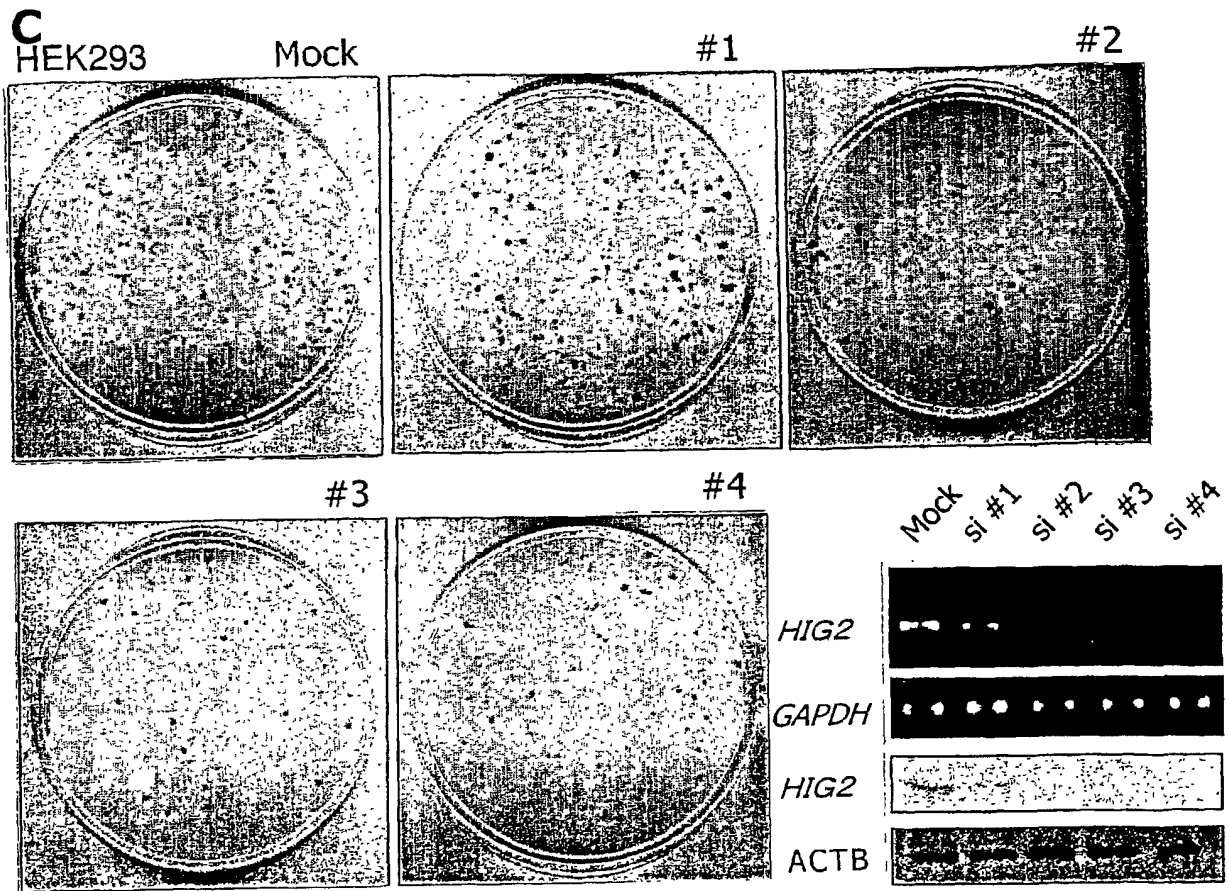 C
HEK293 Mock #1 #2
#3 #4
Mock si #1 si #2 si #3 si #4
HIG2
GAPDH
HIG2
ACTB